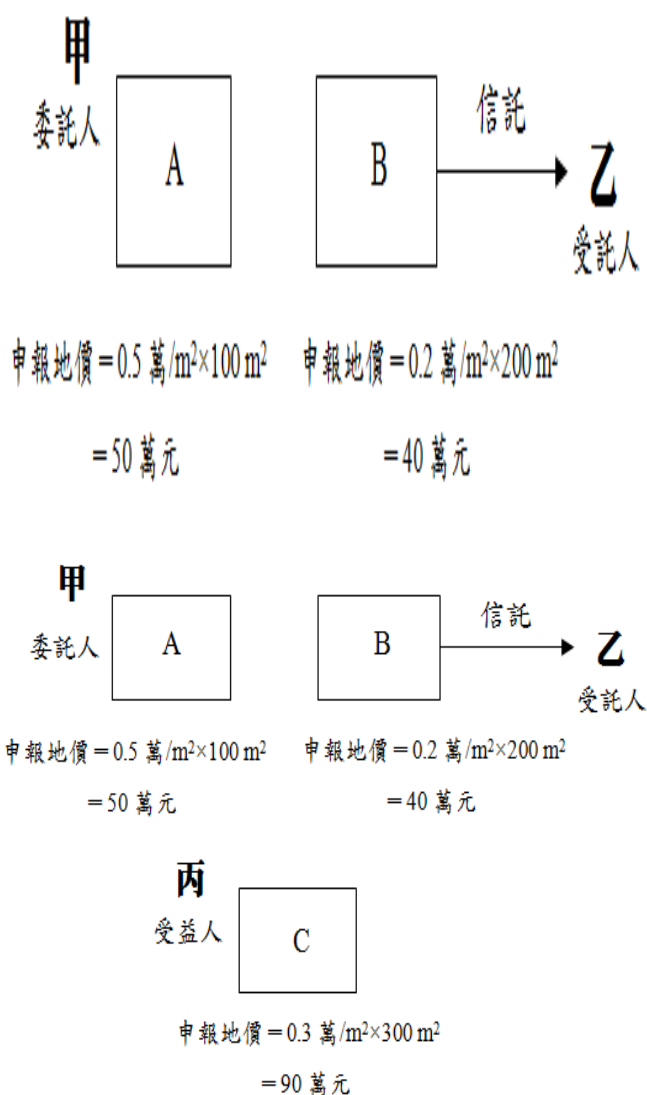 甲
委託人
A
B
信託
乙
受託人
申報地價＝0.5 萬/m²×100 m²
申報地價＝0.2 萬/m²×200 m²
＝50 萬元
＝40 萬元
甲
委託人
A
B
信託
乙
受託人
申報地價＝0.5 萬/m²×100 m²
申報地價＝0.2 萬/m²×200 m²
＝50 萬元
＝40 萬元
丙
受益人
C
申報地價＝0.3 萬/m²×300 m²
＝90 萬元